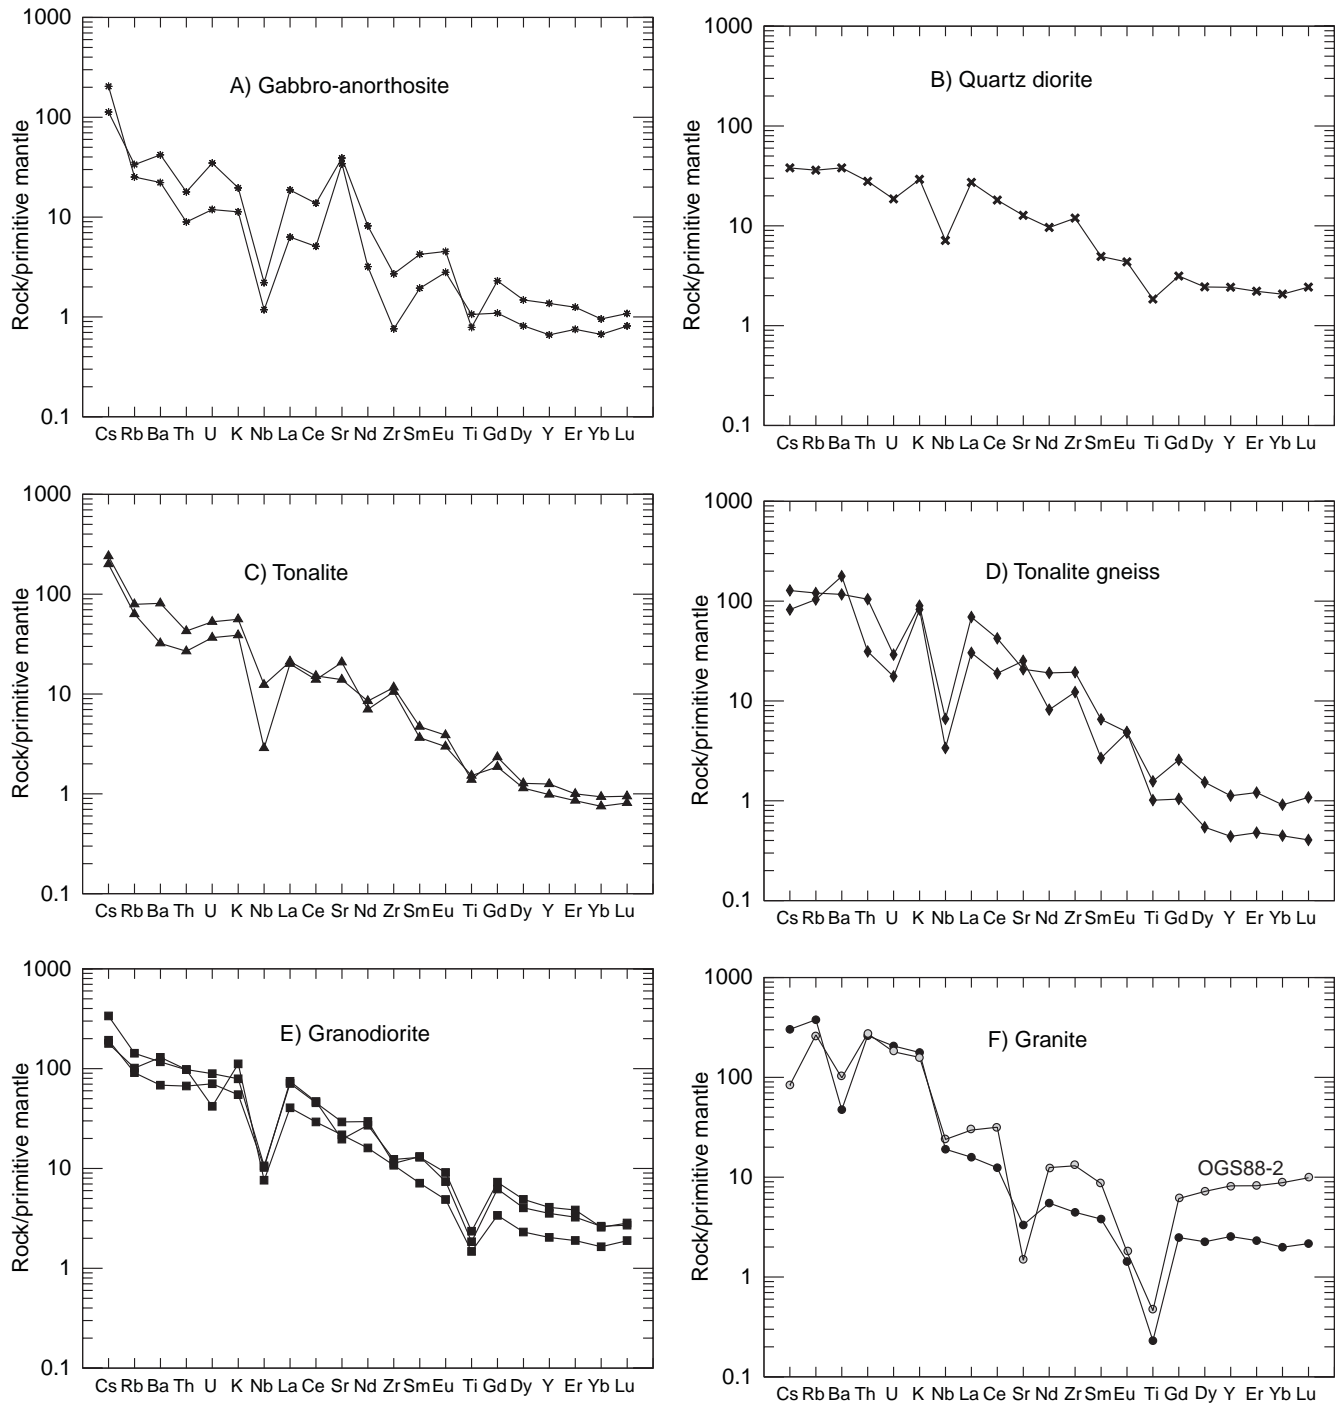 A) Gabbro-anorthosite
Rock/primitive mantle
1000
100
10
1
0.1
Cs Rb Ba Th U K Nb La Ce Sr Nd Zr Sm Eu Ti Gd Dy Y Er Yb Lu
B) Quartz diorite
Rock/primitive mantle
1000
100
10
1
0.1
Cs Rb Ba Th U K Nb La Ce Sr Nd Zr Sm Eu Ti Gd Dy Y Er Yb Lu
C) Tonalite
Rock/primitive mantle
1000
100
10
1
0.1
Cs Rb Ba Th U K Nb La Ce Sr Nd Zr Sm Eu Ti Gd Dy Y Er Yb Lu
D) Tonalite gneiss
Rock/primitive mantle
1000
100
10
1
0.1
Cs Rb Ba Th U K Nb La Ce Sr Nd Zr Sm Eu Ti Gd Dy Y Er Yb Lu
E) Granodiorite
Rock/primitive mantle
1000
100
10
1
0.1
Cs Rb Ba Th U K Nb La Ce Sr Nd Zr Sm Eu Ti Gd Dy Y Er Yb Lu
F) Granite
Rock/primitive mantle
1000
100
10
1
0.1
OGS88-2
Cs Rb Ba Th U K Nb La Ce Sr Nd Zr Sm Eu Ti Gd Dy Y Er Yb Lu